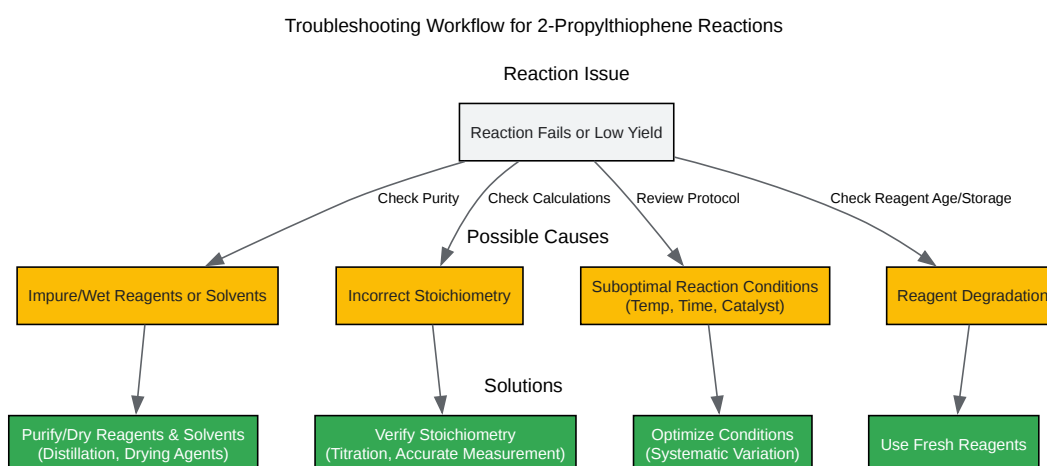 Troubleshooting Workflow for 2-Propylthiophene Reactions
Reaction Issue
Reaction Fails or Low Yield
Check Purity
Check Calculations
Review Protocol
Check Reagent Age/Storage
Possible Causes
Impure/Wet Reagents or Solvents
Incorrect Stoichiometry
Suboptimal Reaction Conditions
(Temp, Time, Catalyst)
Reagent Degradation
Solutions
Purify/Dry Reagents & Solvents
(Distillation, Drying Agents)
Verify Stoichiometry
(Titration, Accurate Measurement)
Optimize Conditions
(Systematic Variation)
Use Fresh Reagents